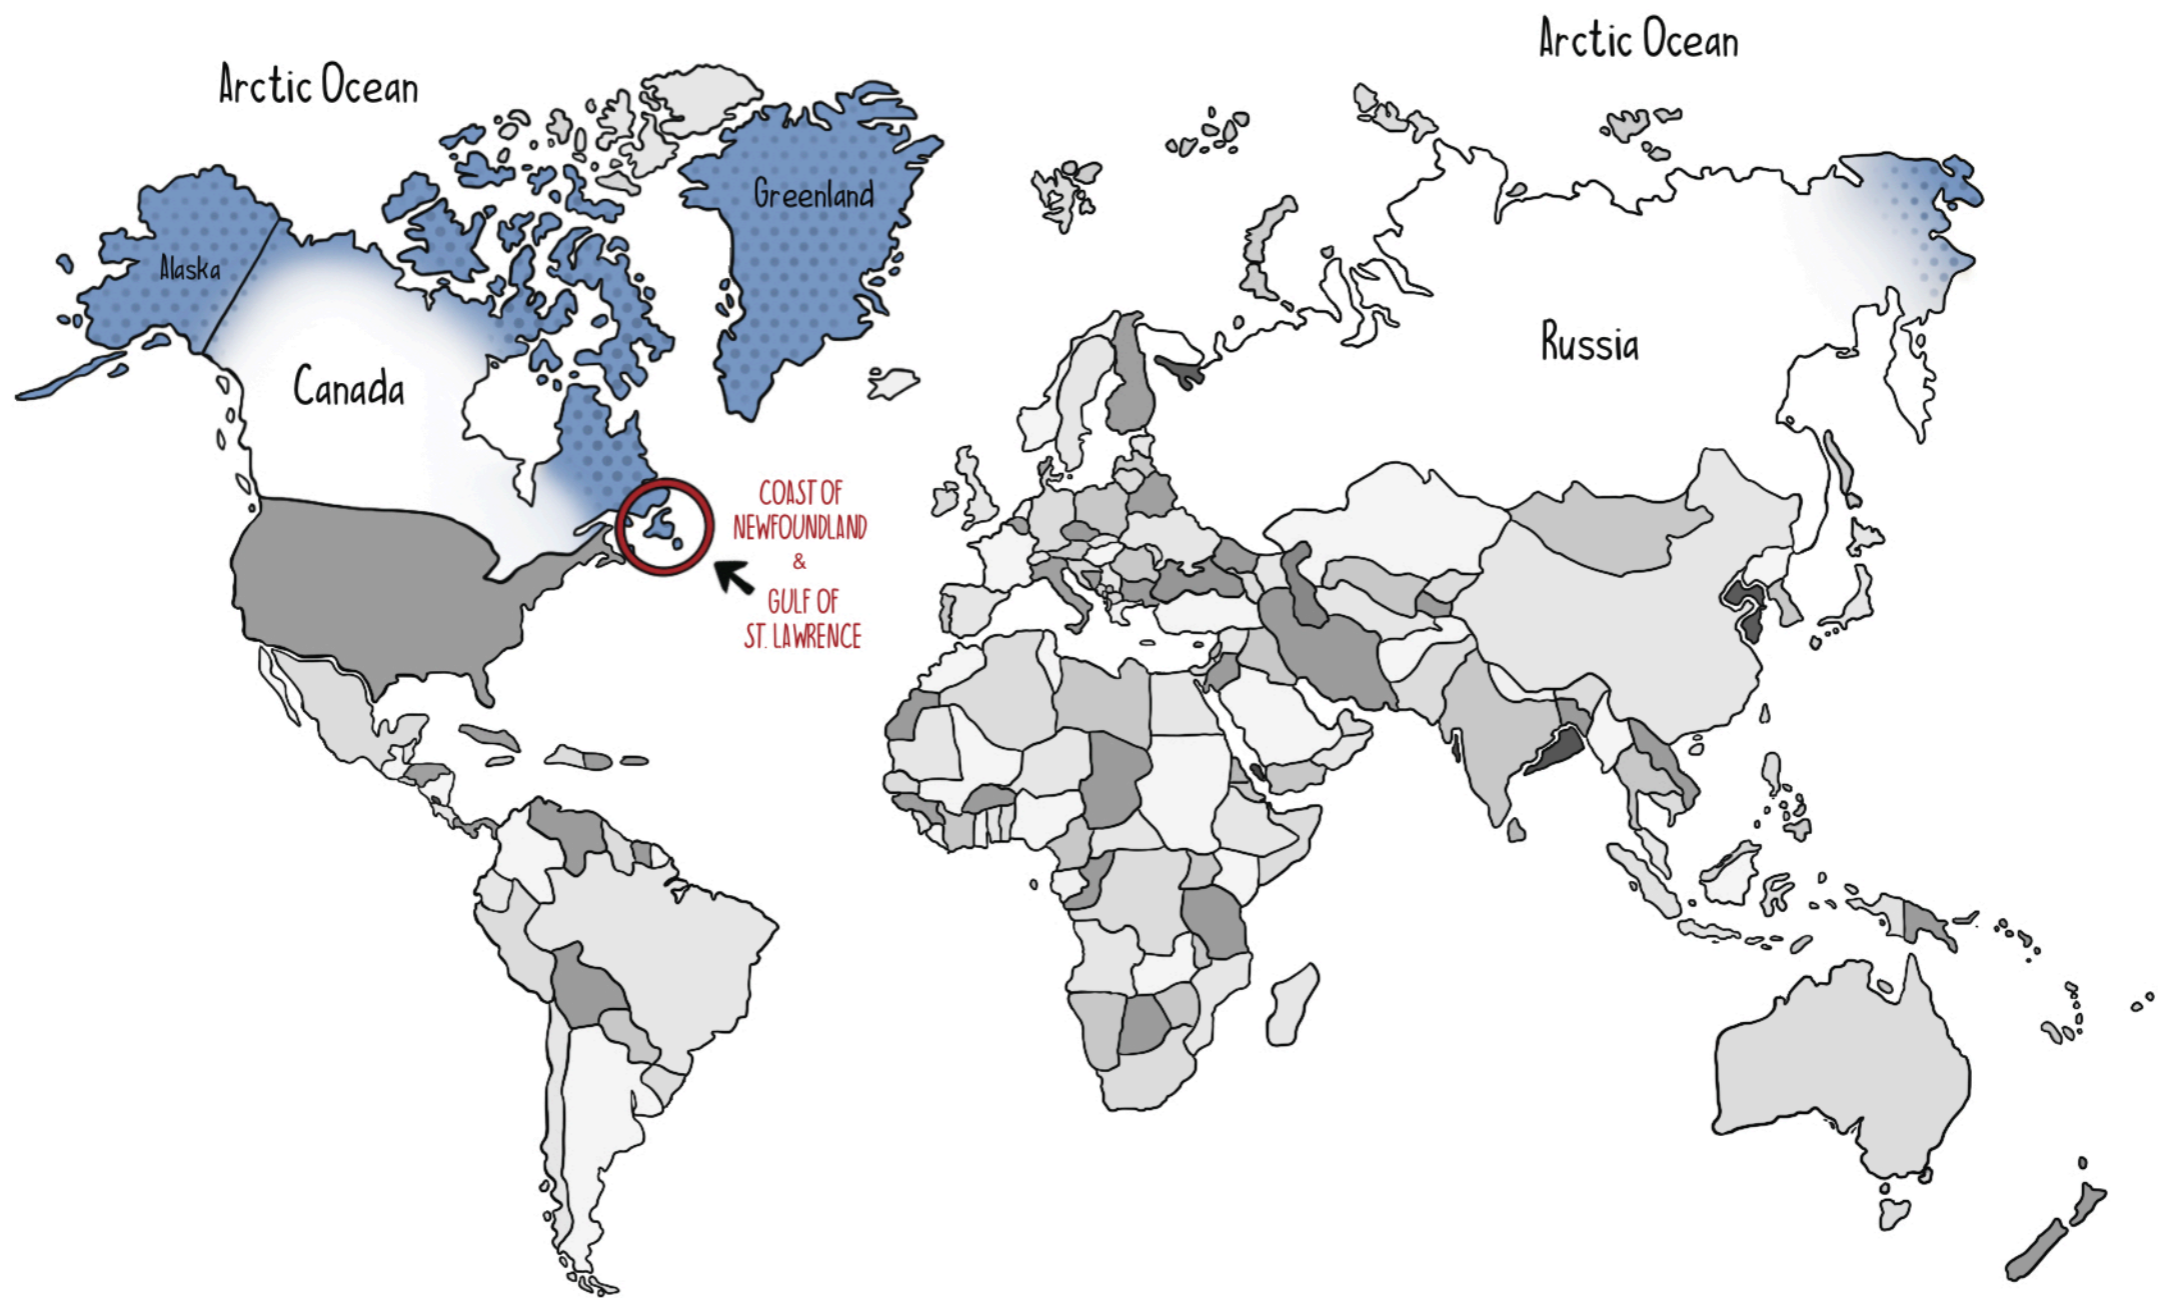 Arctic Ocean
Arctic Ocean
Greenland
Alaska
Russia
Canada
COAST OF
NEWFOUNDLAND
&
GULF OF
ST. LAWRENCE